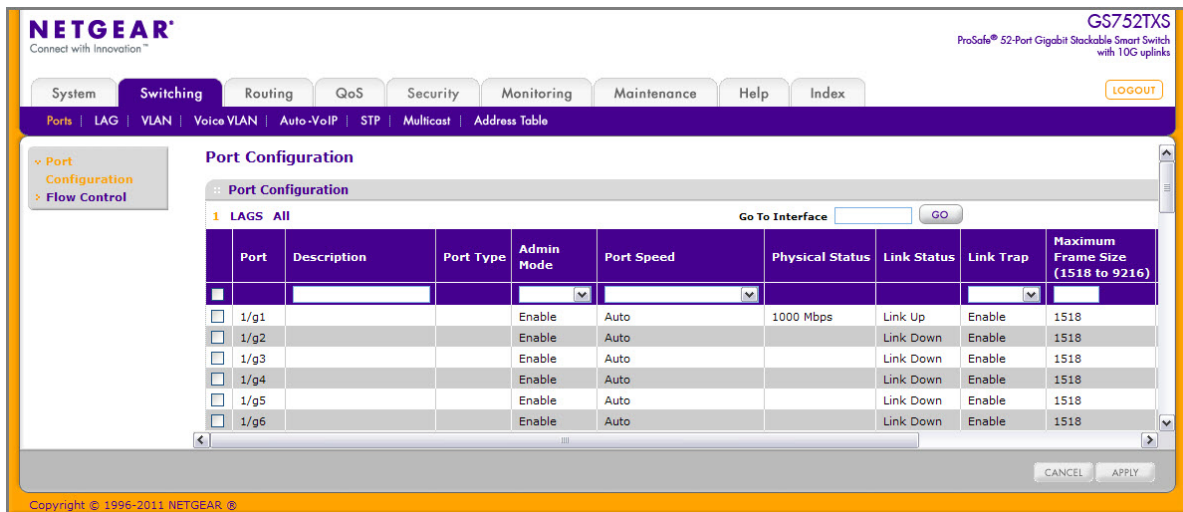 NETGEAR®
Connect with Innovation™
GS752TXS
ProSafe® 52-Port Gigabit Stackable Smart Switch
with 10G uplinks
System Switching Routing QoS Security Monitoring Maintenance Help Index LOGOUT
Ports | LAG | VLAN | Voice VLAN | Auto-VoIP | STP | Multicast | Address Table
Port
Configuration
Flow Control
Port Configuration
Port Configuration
1 LAGS All Go To Interface GO
Port Description Port Type Admin Mode Port Speed Physical Status Link Status Link Trap Maximum Frame Size (1518 to 9216)
1/g1 Enable Auto 1000 Mbps Link Up Enable 1518
1/g2 Enable Auto Link Down Enable 1518
1/g3 Enable Auto Link Down Enable 1518
1/g4 Enable Auto Link Down Enable 1518
1/g5 Enable Auto Link Down Enable 1518
1/g6 Enable Auto Link Down Enable 1518
CANCEL APPLY
Copyright © 1996-2011 NETGEAR ®